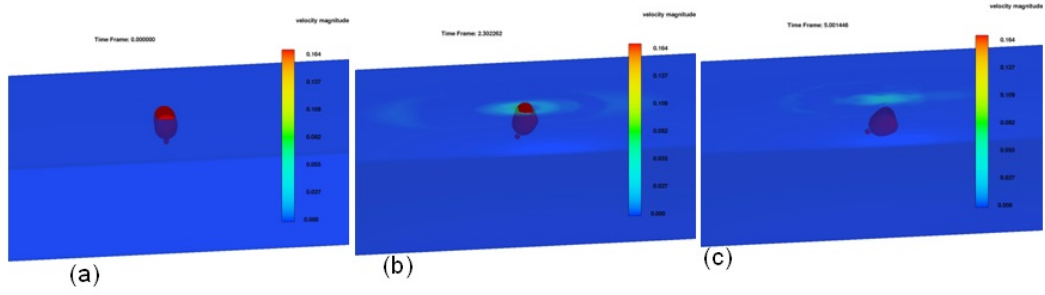 velocity magnitude
Time Frame: 0.000000
0.164
0.137
0.109
0.082
0.055
0.027
0.000
(a)
velocity magnitude
Time Frame: 2.302262
0.164
0.137
0.109
0.082
0.055
0.027
0.000
(b)
velocity magnitude
Time Frame: 5.001446
0.164
0.137
0.109
0.082
0.055
0.027
0.000
(c)